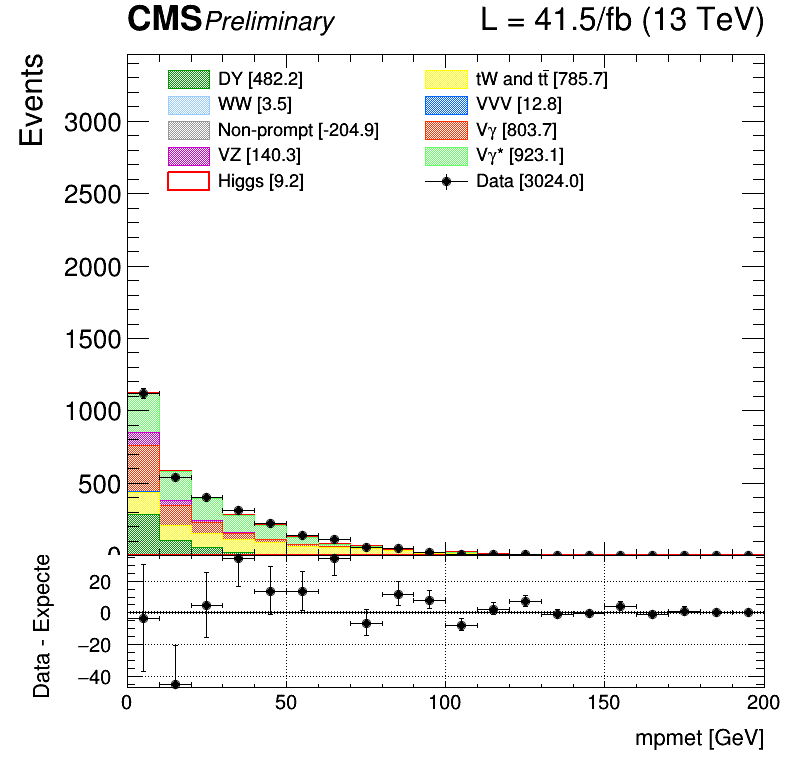 CMS Preliminary L = 41.5/fb (13 TeV)
Events
DY [482.2] tW and tt̄ [785.7]
WW [3.5] VVV [12.8]
Non-prompt [-204.9] Vγ [803.7]
VZ [140.3] Vγ* [923.1]
Higgs [9.2] Data [3024.0]
3000
2500
2000
1500
1000
500
0
Data - Expecte
20
0
−20
−40
0 50 100 150 200
mpmet [GeV]